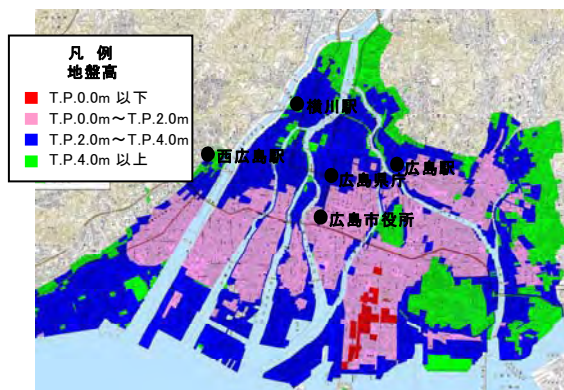 凡 例
地盤高
T.P.0.0m 以下
T.P.0.0m～T.P.2.0m
T.P.2.0m～T.P.4.0m
T.P.4.0m 以上
横川駅
西広島駅
広島駅
広島県庁
広島市役所